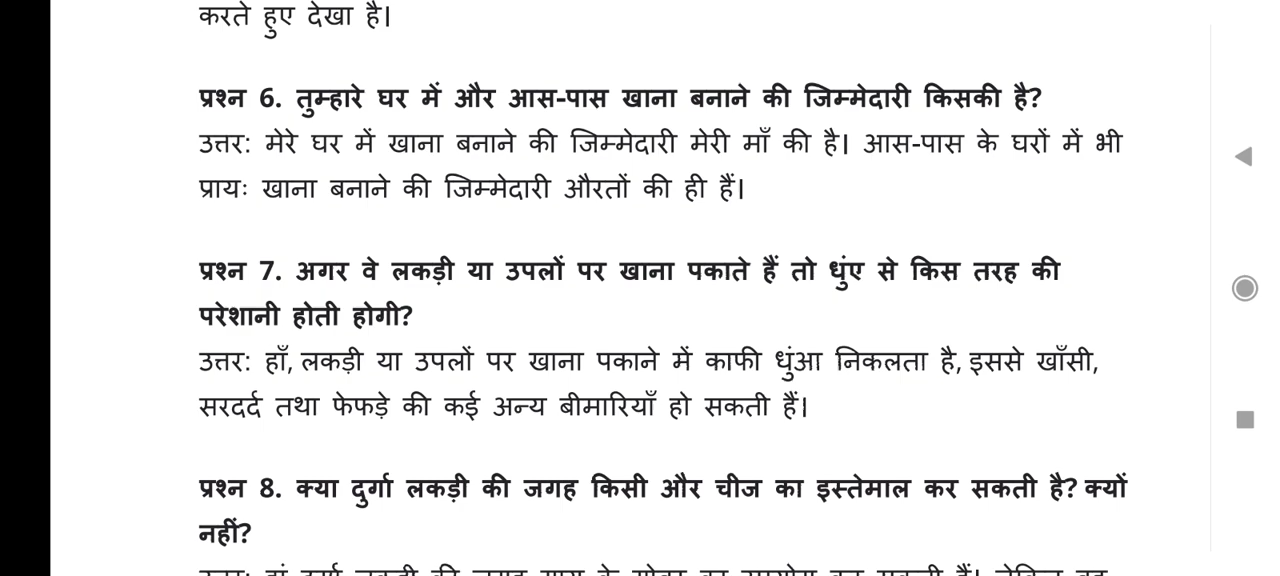 करते हुए देखा है।
प्रश्न 6. तुम्हारे घर में और आस-पास खाना बनाने की जिम्मेदारी किसकी है?
उत्तर: मेरे घर में खाना बनाने की जिम्मेदारी मेरी माँ की है। आस-पास के घरों में भी
प्रायः खाना बनाने की जिम्मेदारी औरतों की ही हैं।
प्रश्न 7. अगर वे लकड़ी या उपलों पर खाना पकाते हैं तो धुंए से किस तरह की
परेशानी होती होगी?
उत्तर: हाँ, लकड़ी या उपलों पर खाना पकाने में काफी धुंआ निकलता है, इससे खाँसी,
सरदर्द तथा फेफड़े की कई अन्य बीमारियाँ हो सकती हैं।
प्रश्न 8. क्या दुर्गा लकड़ी की जगह किसी और चीज का इस्तेमाल कर सकती है? क्यों
नहीं?